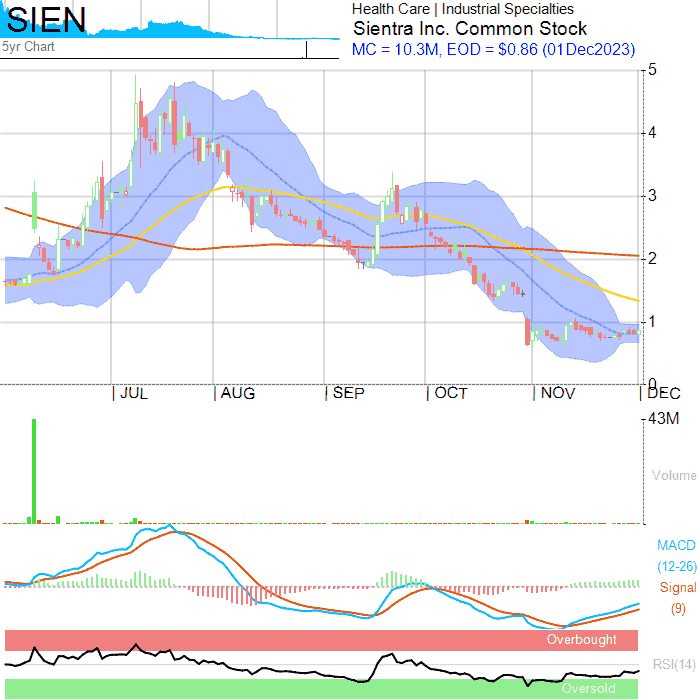 SIEN
5yr Chart
Health Care | Industrial Specialties
Sientra Inc. Common Stock
MC = 10.3M, EOD = $0.86 (01Dec2023)
5
4
3
2
1
0
JUL AUG SEP OCT NOV DEC
43M
Volume
MACD
(12-26)
Signal
(9)
Overbought
RSI(14)
Oversold